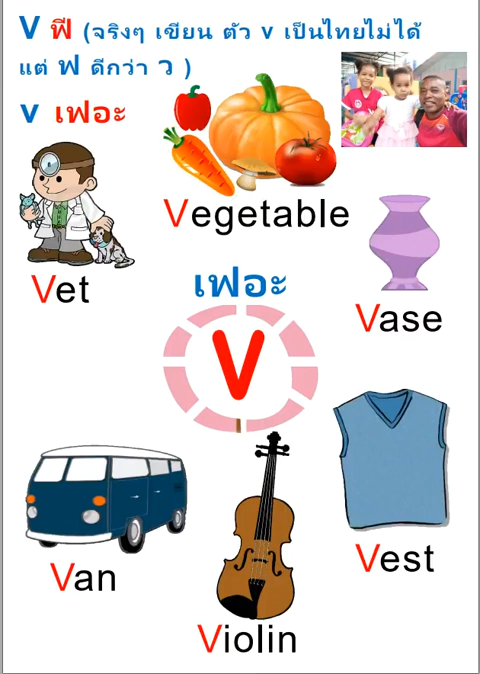 V ฟี (จริงๆ เขียน ตัว v เป็นไทยไม่ได้
แต่ ฟ ดีกว่า ว )
v เฟอะ
Vegetable
Vet
Vase
เฟอะ
V
Van
Vest
Violin